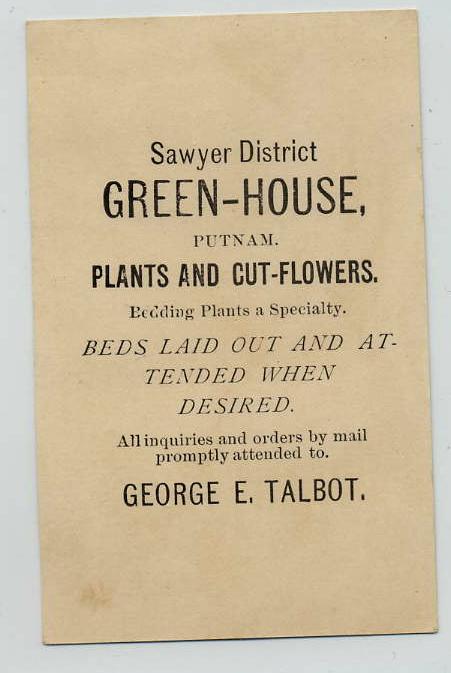 Sawyer District
GREEN-HOUSE,
PUTNAM.
PLANTS AND CUT-FLOWERS.
Bedding Plants a Specialty.
BEDS LAID OUT AND AT-
TENDED WHEN
DESIRED.
All inquiries and orders by mail
promptly attended to.
GEORGE E. TALBOT.